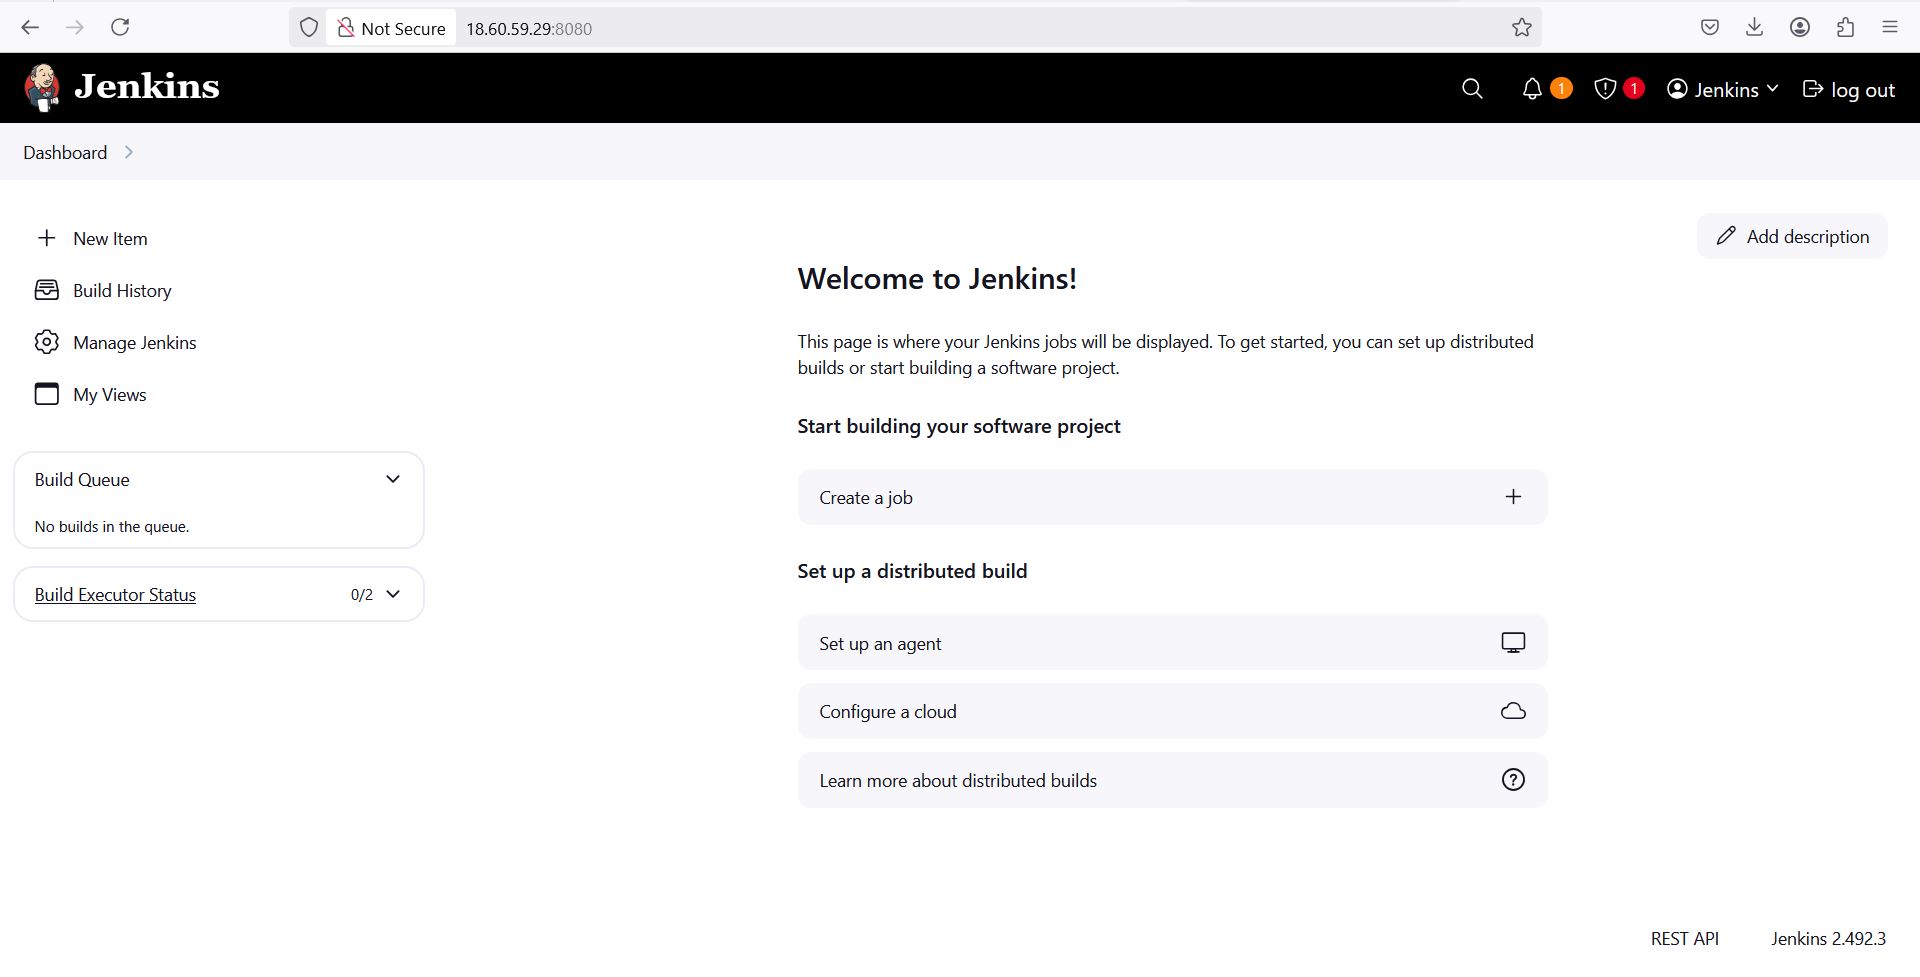 Not Secure 18.60.59.29:8080
Jenkins
1
1
Jenkins
log out
Dashboard
New Item
Build History
Manage Jenkins
My Views
Build Queue
No builds in the queue.
Build Executor Status 0/2
Add description
Welcome to Jenkins!
This page is where your Jenkins jobs will be displayed. To get started, you can set up distributed
builds or start building a software project.
Start building your software project
Create a job
Set up a distributed build
Set up an agent
Configure a cloud
Learn more about distributed builds
REST API
Jenkins 2.492.3